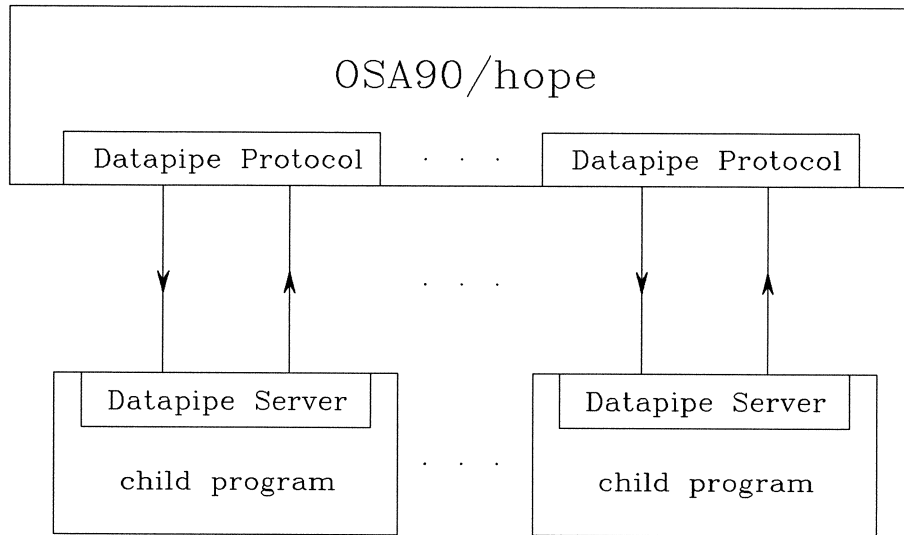 OSA90/hope
Datapipe Protocol . . . Datapipe Protocol
. . .
Datapipe Server Datapipe Server
child program . . . child program